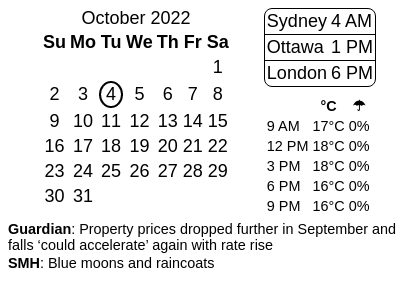 October 2022
Su Mo Tu We Th Fr Sa
1
2 3 4 5 6 7 8
9 10 11 12 13 14 15
16 17 18 19 20 21 22
23 24 25 26 27 28 29
30 31
Sydney 4 AM
Ottawa 1 PM
London 6 PM
°C ☂
9 AM 17°C 0%
12 PM 18°C 0%
3 PM 18°C 0%
6 PM 16°C 0%
9 PM 16°C 0%
Guardian: Property prices dropped further in September and
falls ‘could accelerate’ again with rate rise
SMH: Blue moons and raincoats